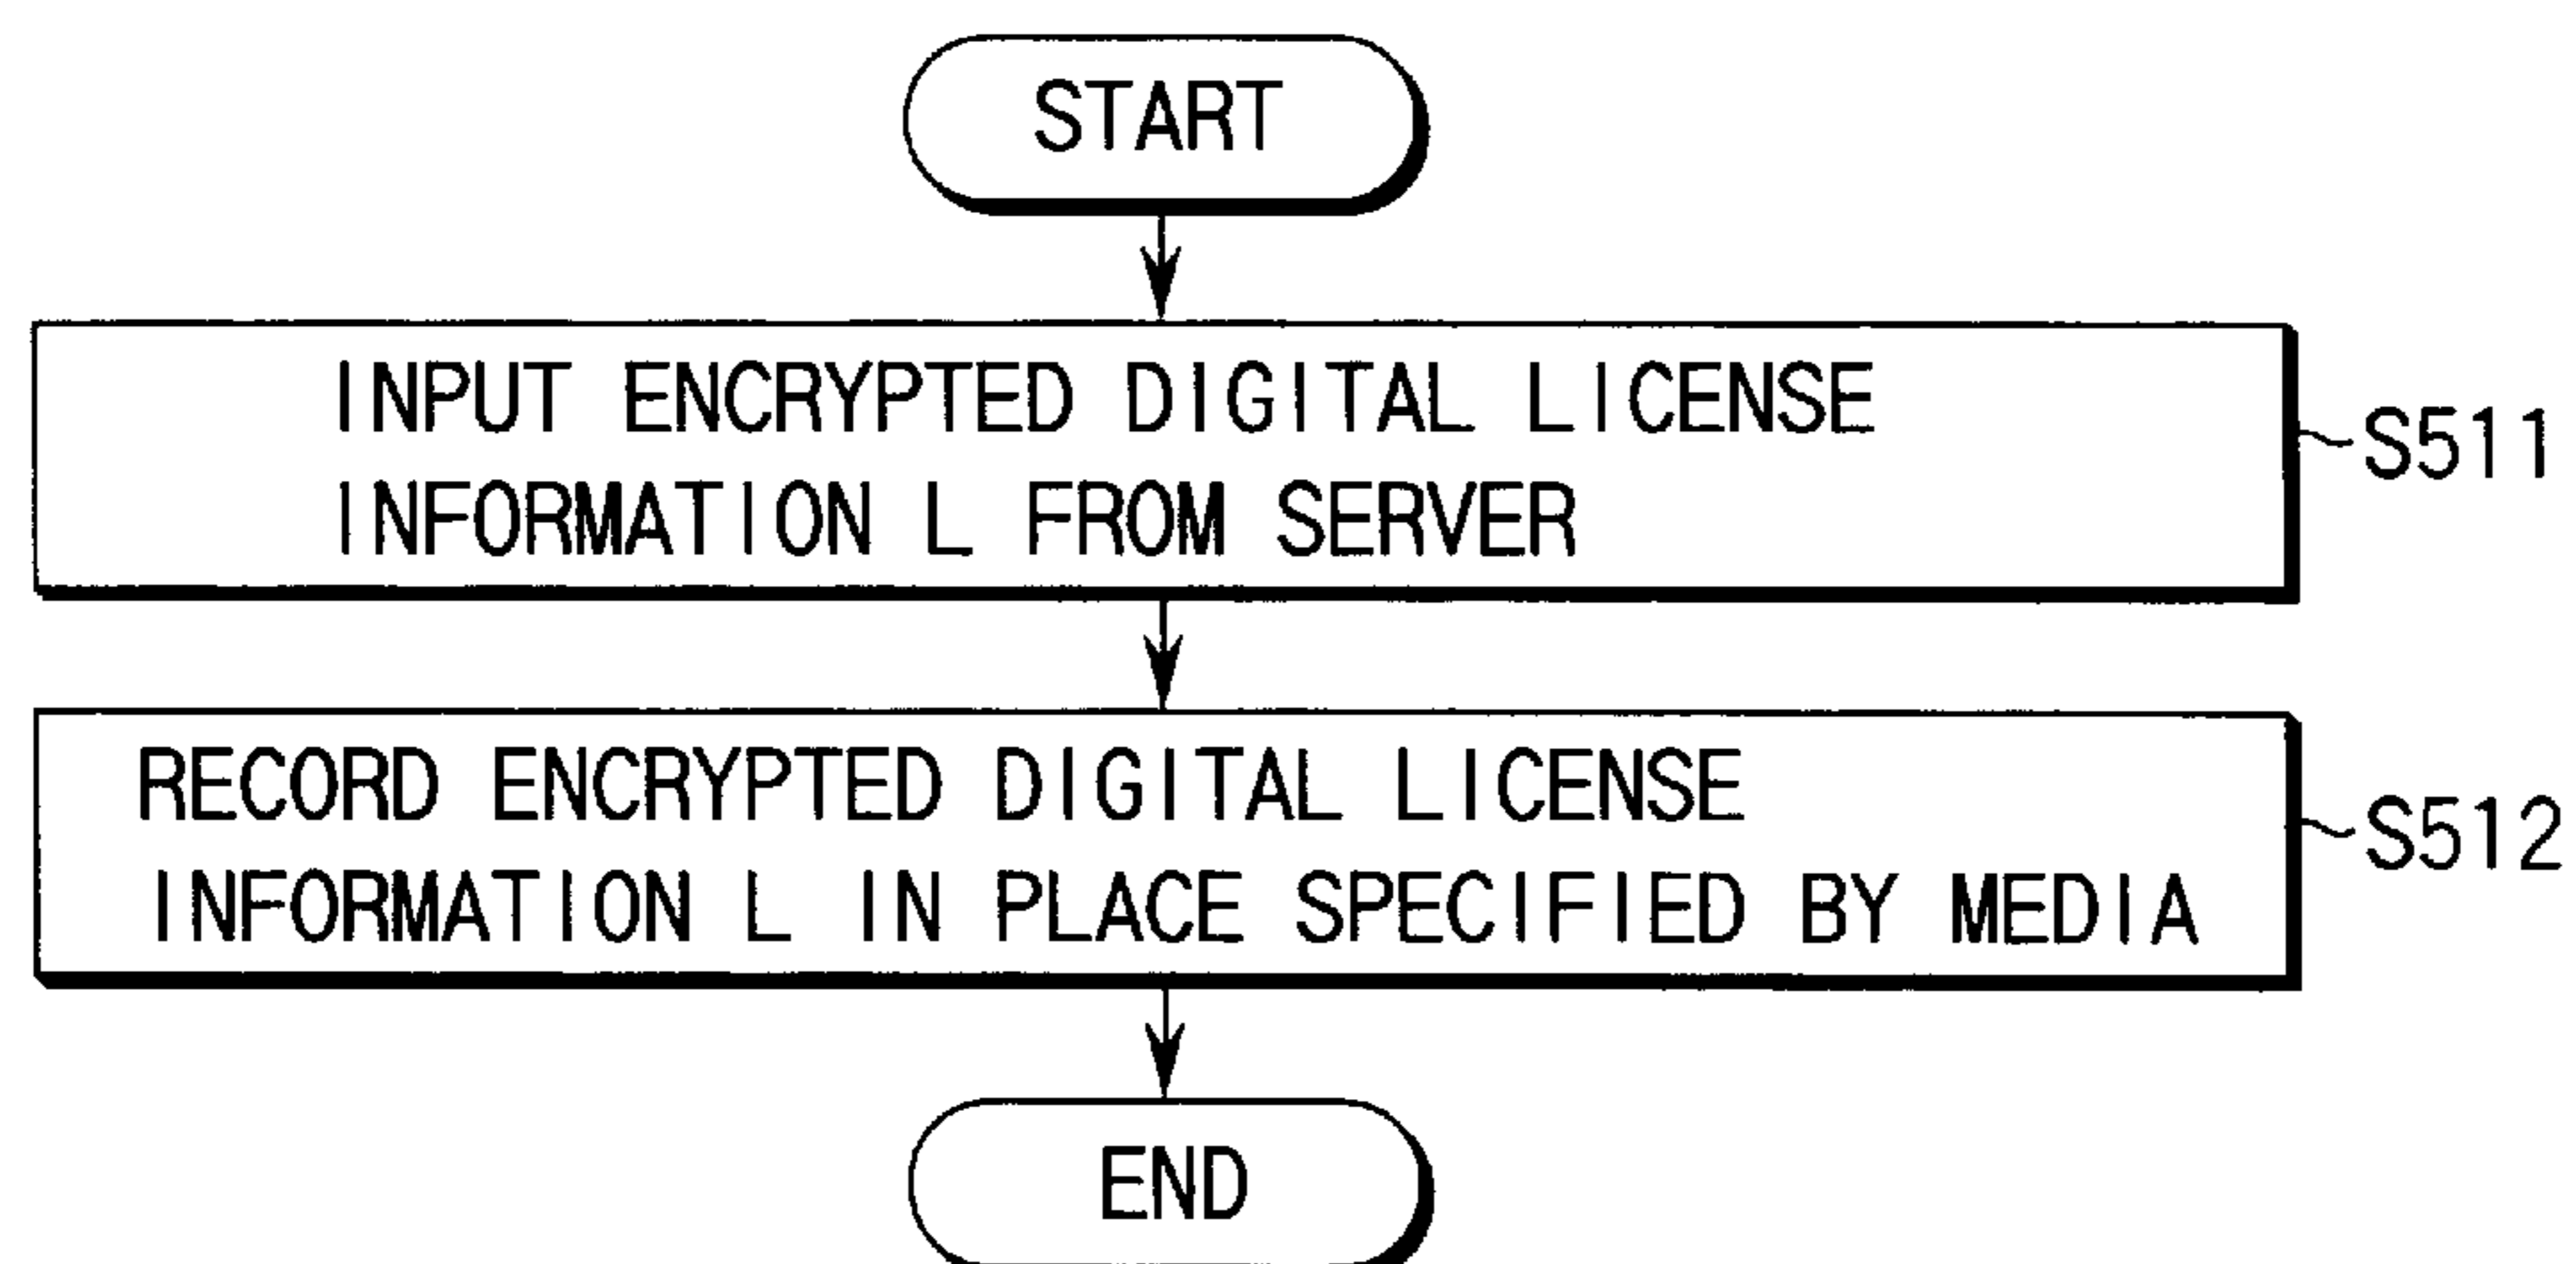 START
INPUT ENCRYPTED DIGITAL LICENSE
INFORMATION L FROM SERVER
S511
RECORD ENCRYPTED DIGITAL LICENSE
INFORMATION L IN PLACE SPECIFIED BY MEDIA
S512
END